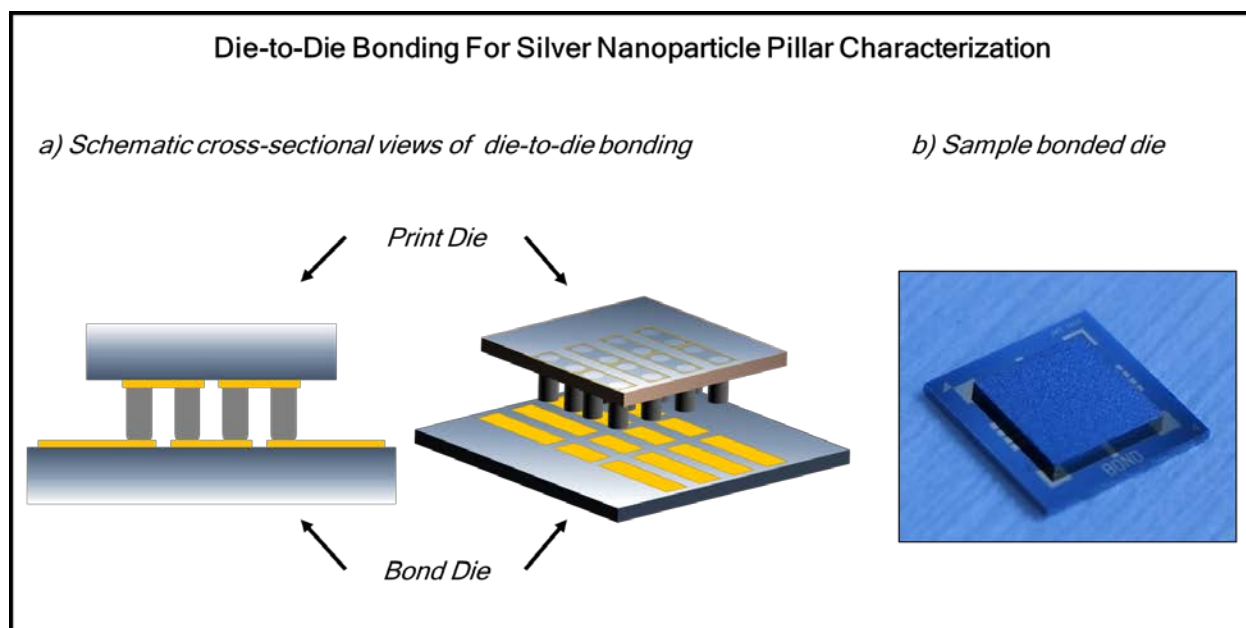 Die-to-Die Bonding For Silver Nanoparticle Pillar Characterization
a) Schematic cross-sectional views of die-to-die bonding
b) Sample bonded die
Print Die
Bond Die
BOND